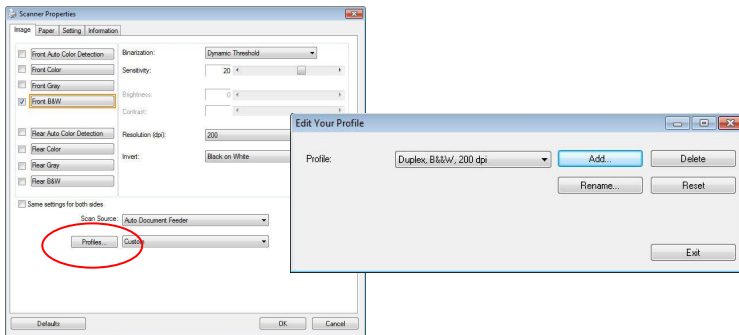 Scanner Properties
Image Paper Setting Information
Front Auto Color Detection
Front Color
Front Gray
Front B&W
Rear Auto Color Detection
Rear Color
Rear Gray
Rear B&W
Binarization: Dynamic Threshold
Sensitivity: 20
Brightness: 0
Contrast:
Resolution (dpi): 200
Invert: Black on White
Same settings for both sides
Scan Source: Auto Document Feeder
Profiles... Custom
Defaults OK Cancel
Edit Your Profile
Profile: Duplex, B&&W, 200 dpi Add... Delete
Rename... Reset
Exit